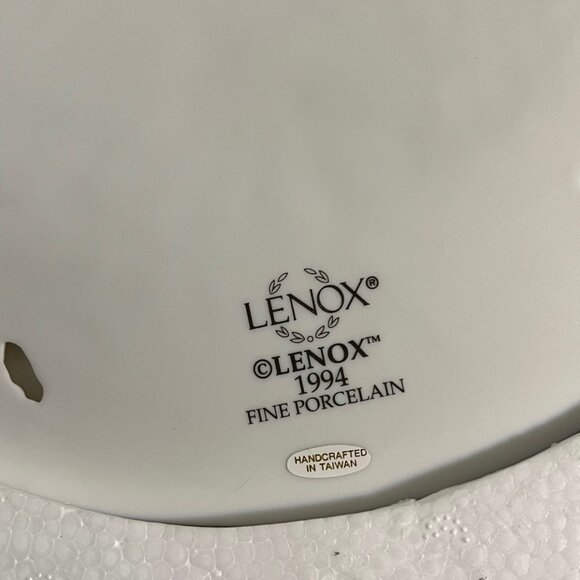 LENOX®
©LENOX™
1994
FINE PORCELAIN
HANDCRAFTED
IN TAIWAN